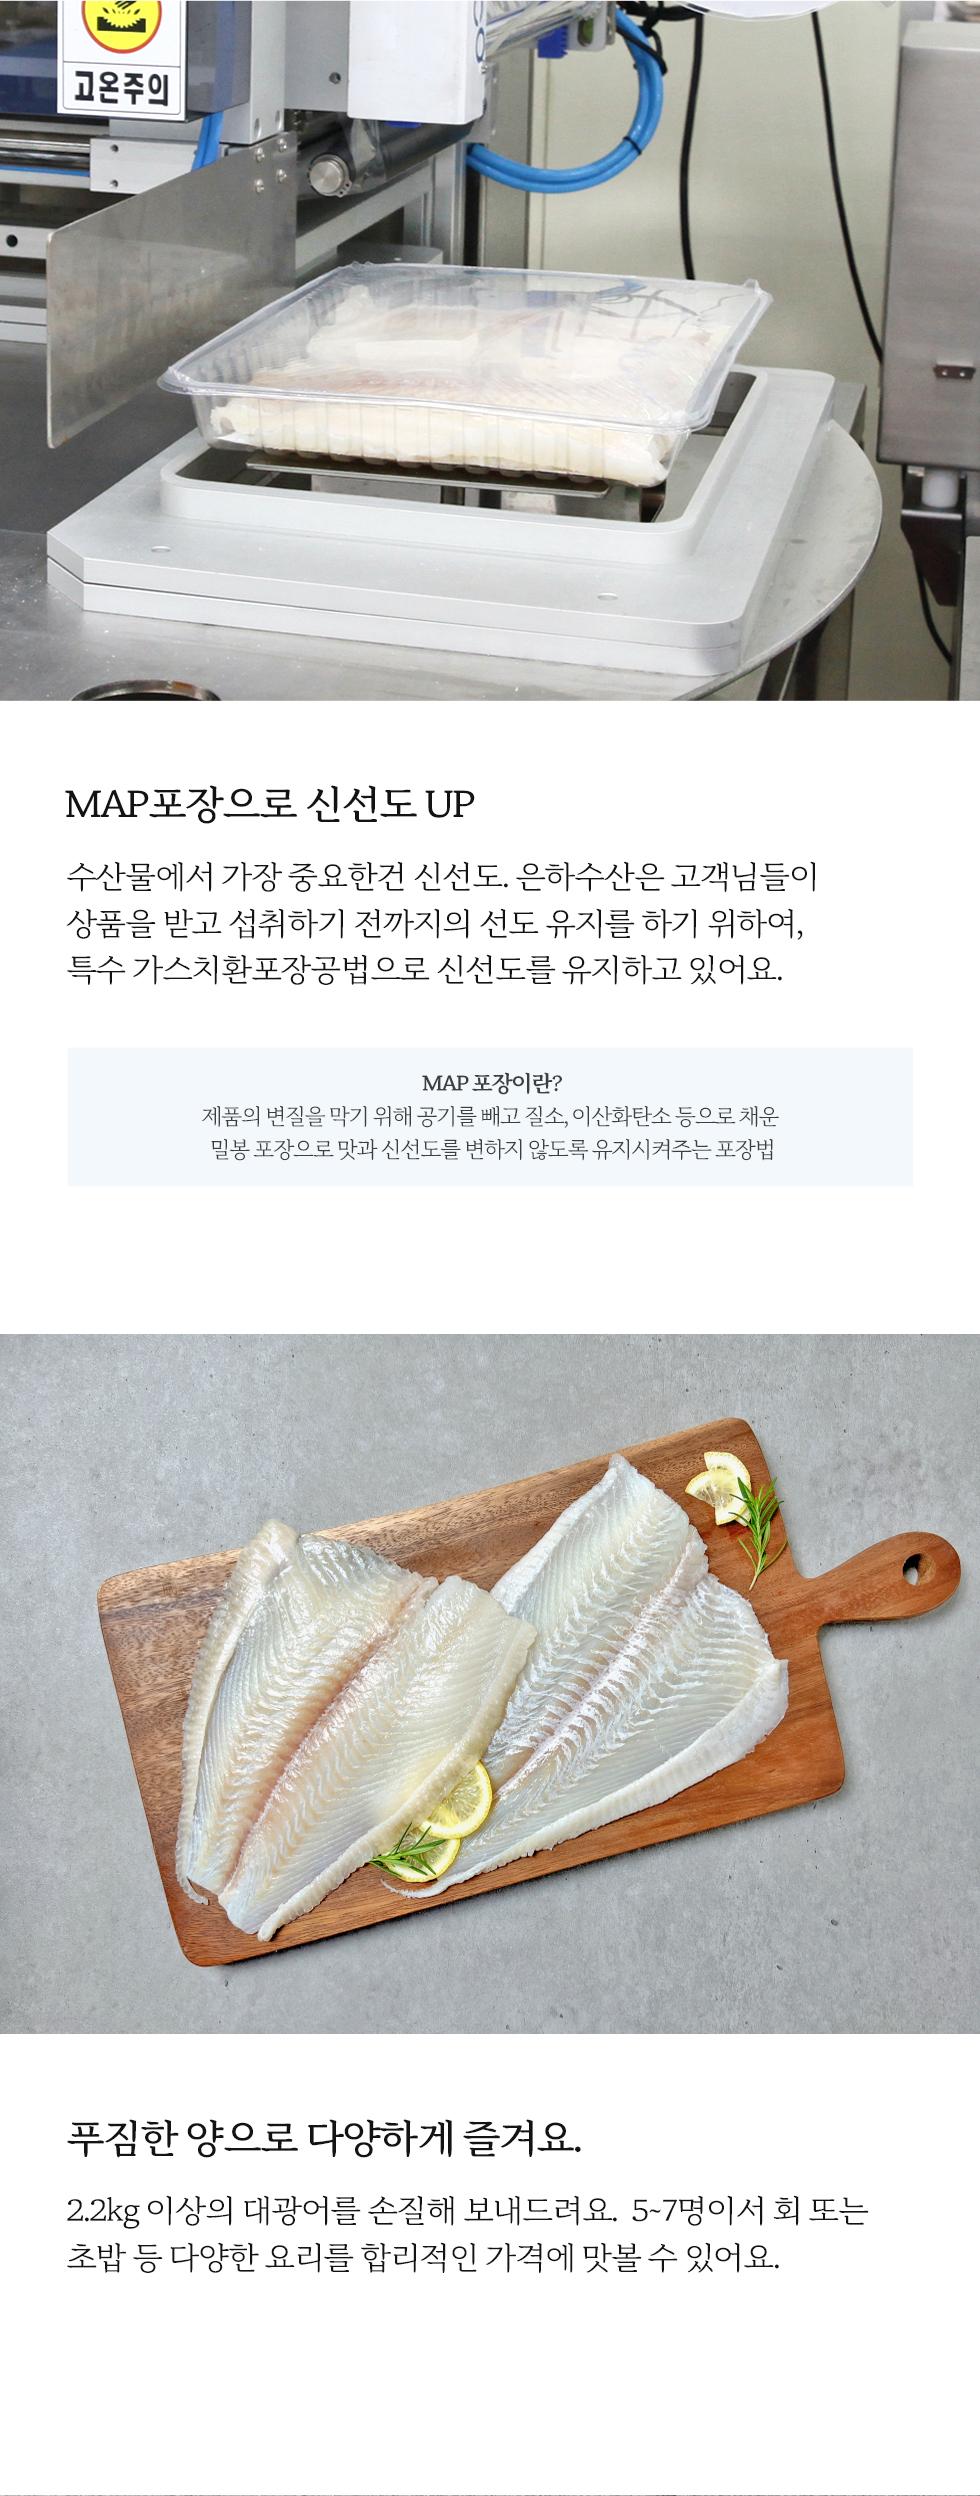 고온주의
MAP포장으로 신선도 UP
수산물에서 가장 중요한건 신선도. 은하수산은 고객님들이
상품을 받고 섭취하기 전까지의 선도 유지를 하기 위하여,
특수 가스치환포장공법으로 신선도를 유지하고 있어요.
MAP 포장이란?
제품의 변질을 막기 위해 공기를 빼고 질소, 이산화탄소 등으로 채운
밀봉 포장으로 맛과 신선도를 변하지 않도록 유지시켜주는 포장법
푸짐한 양으로 다양하게 즐겨요.
2.2kg 이상의 대광어를 손질해 보내드려요. 5~7명이서 회 또는
초밥 등 다양한 요리를 합리적인 가격에 맛볼 수 있어요.